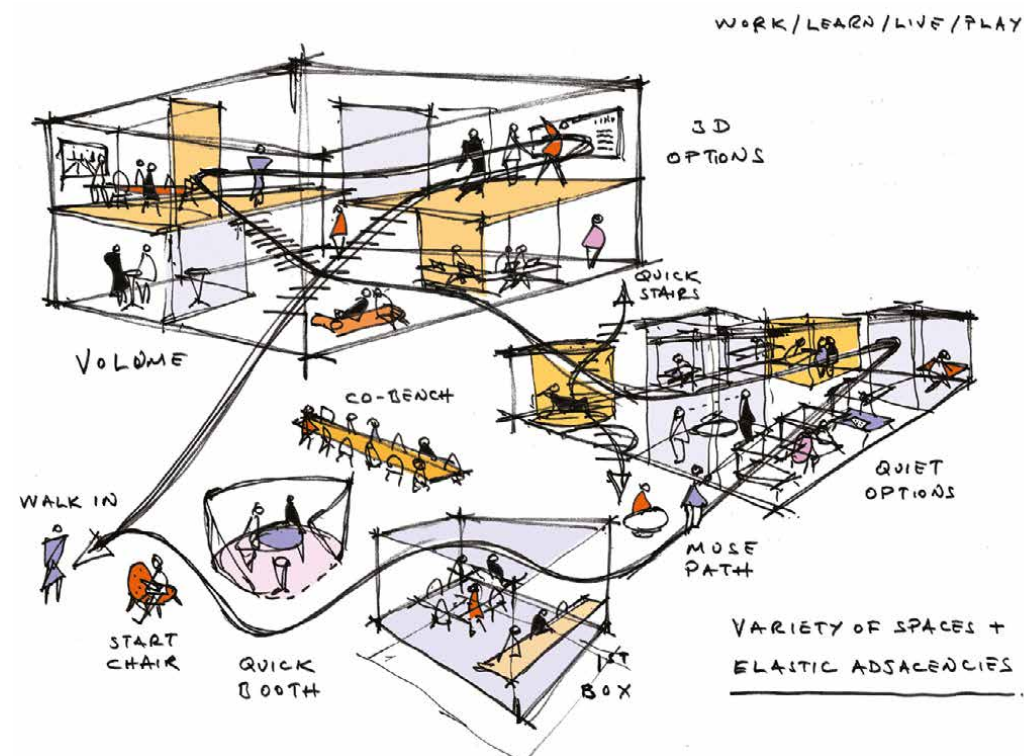 WORK/LEARN/LIVE/PLAY
3D
OPTIONS
QUICK
STAIRS
VOLUME
CO-BENCH
WALK IN
QUIET
OPTIONS
MUSE
PATH
START
CHAIR
QUICK
BOOTH
1ST
BOX
VARIETY OF SPACES +
ELASTIC ADJACENCIES